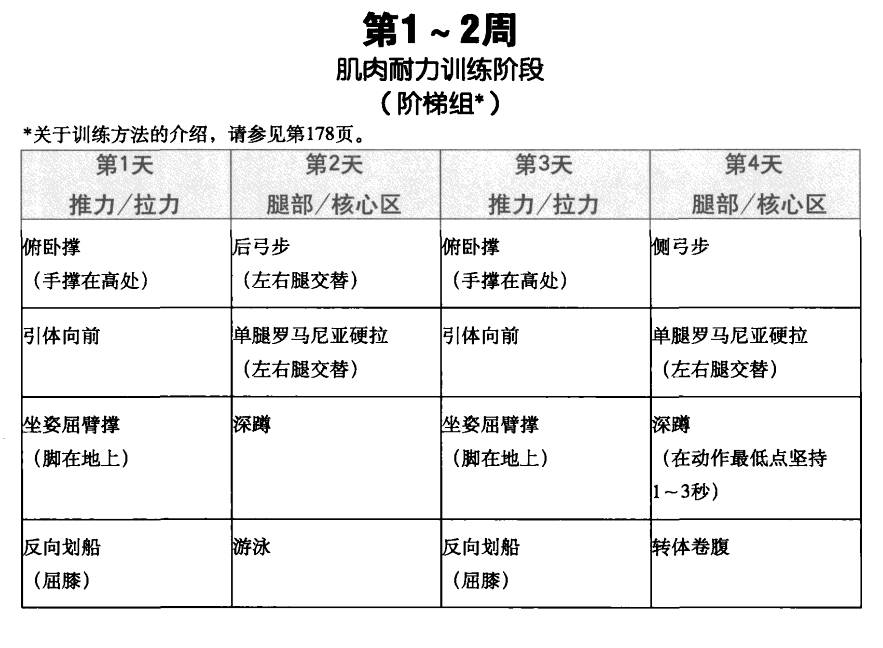 第1～2周
肌肉耐力训练阶段
（阶梯组*）
*关于训练方法的介绍，请参见第178页。
第1天 第2天 第3天 第4天
推力/拉力 腿部/核心区 推力/拉力 腿部/核心区
俯卧撑 后弓步 俯卧撑 侧弓步
（手撑在高处） （左右腿交替） （手撑在高处）
引体向前 单腿罗马尼亚硬拉 引体向前 单腿罗马尼亚硬拉
（左右腿交替） （左右腿交替）
坐姿屈臂撑 深蹲 坐姿屈臂撑 深蹲
（脚在地上） （脚在地上） （在动作最低点坚持
1～3秒）
反向划船 游泳 反向划船 转体卷腹
（屈膝） （屈膝）